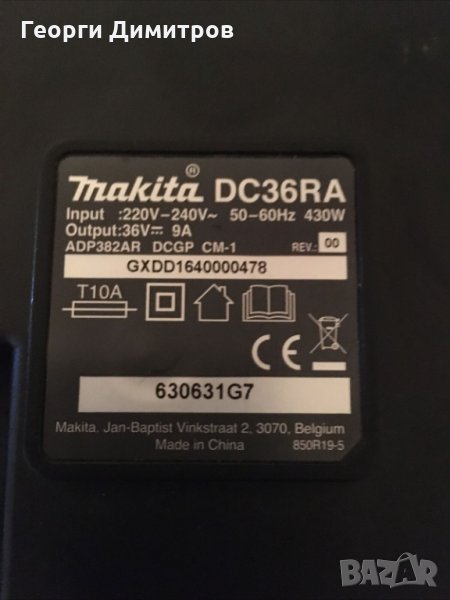 Георги Димитров
makita® DC36RA
Input :220V-240V~ 50-60Hz 430W
Output:36V⎓ 9A
ADP382AR DCGP CM-1 REV.: 00
GXDD1640000478
T10A
CE
630631G7
Makita, Jan-Baptist Vinkstraat 2, 3070, Belgium
Made in China 850R19-5
BAZAR